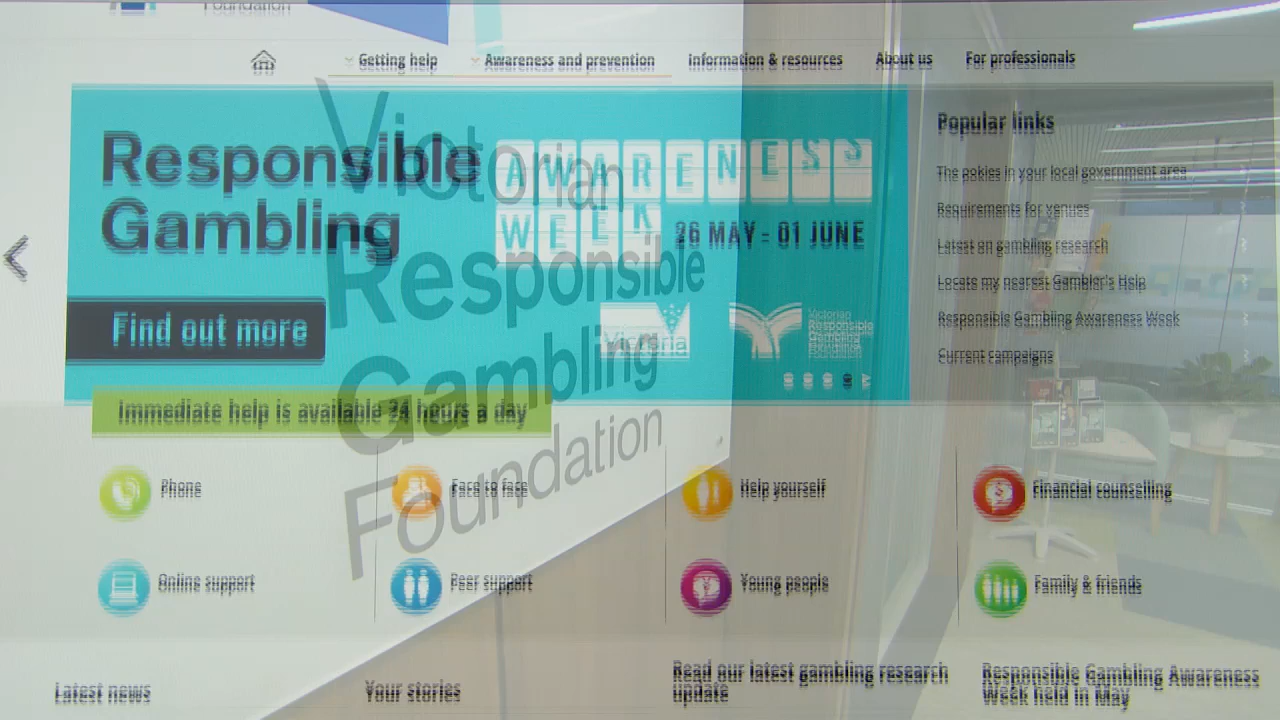 Foundation
Getting help
Awareness and prevention
Information & resources
About us
For professionals
Responsible
Gambling
AWARENESS
WEEK
26 MAY - 01 JUNE
Find out more
Victoria
Victorian
Responsible
Gambling
Foundation
Victorian
Responsible
Gambling
Foundation
Popular links
The pokies in your local government area
Requirements for venues
Latest on gambling research
Locate my nearest Gambler's Help
Responsible Gambling Awareness Week
Current campaigns
Immediate help is available 24 hours a day
Phone
Face to face
Help yourself
Financial counselling
Online support
Peer support
Young people
Family & friends
Latest news
Your stories
Read our latest gambling research
update
Responsible Gambling Awareness
Week held in May